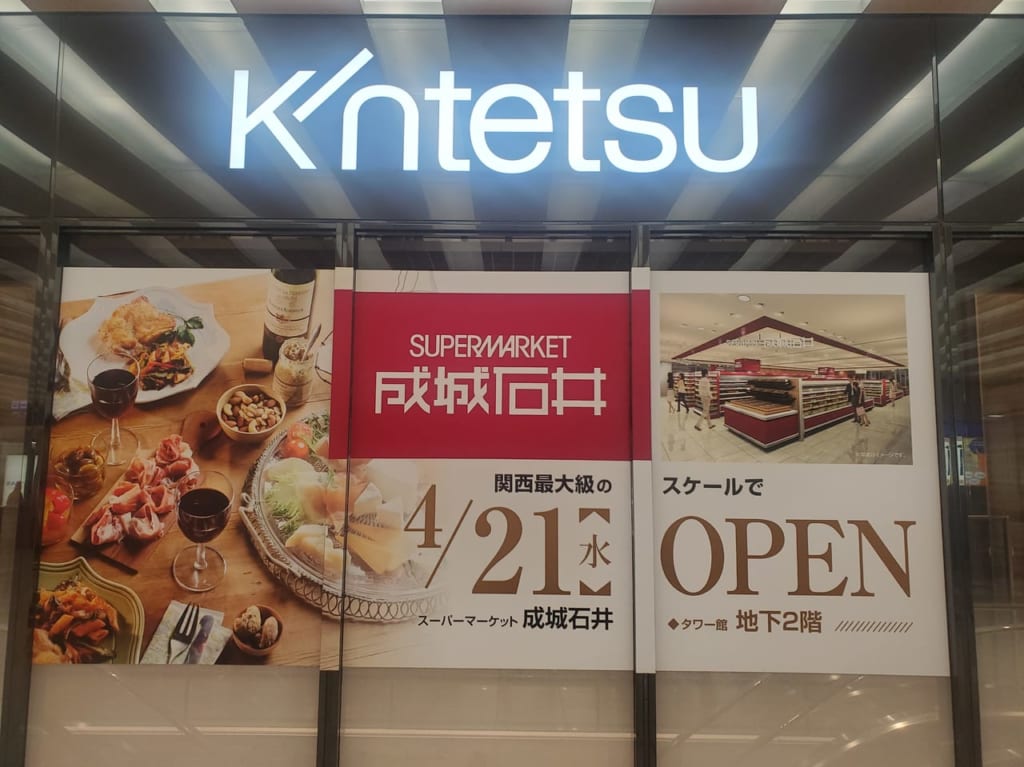 Kintetsu
SUPERMARKET
成城石井
関西最大級の
スケールで
4/21【水】
OPEN
スーパーマーケット 成城石井
◆タワー館 地下2階